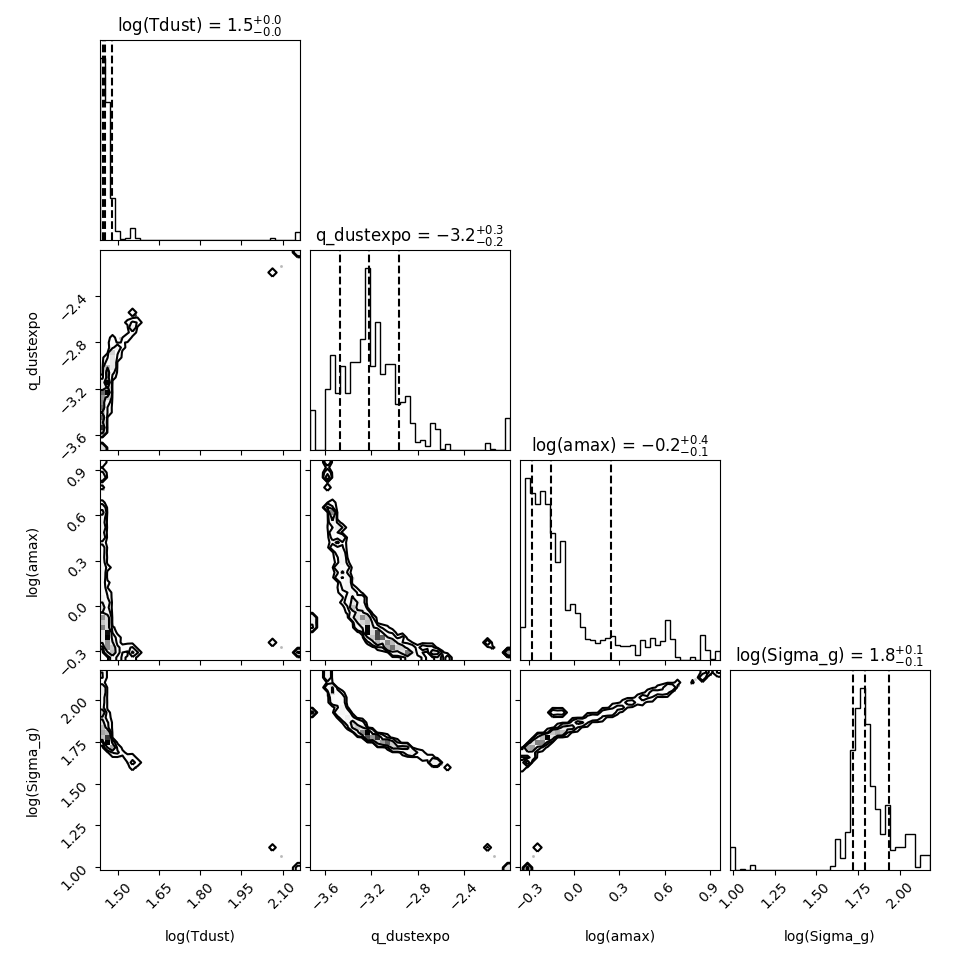 log(Tdust) = 1.5+0.0−0.0
q_dustexpo = −3.2+0.3−0.2
q_dustexpo
−2.4
−2.8
−3.2
−3.6
log(amax) = −0.2+0.4−0.1
log(amax)
0.9
0.6
0.3
0.0
−0.3
log(Sigma_g) = 1.8+0.1−0.1
log(Sigma_g)
2.00
1.75
1.50
1.25
1.00
1.50 1.65 1.80 1.95 2.10
−3.6 −3.2 −2.8 −2.4
−0.3 0.0 0.3 0.6 0.9
1.00 1.25 1.50 1.75 2.00
log(Tdust)
q_dustexpo
log(amax)
log(Sigma_g)